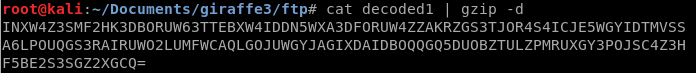 root@kali:~/Documents/giraffe3/ftp# cat decoded1 | gzip -d
INXW4Z3SMF2HK3DBORUW63TTEBXW4IDDN5WXA3DFORUW4ZZAKRZGS3TJOR4S4ICJE5WGYIDTMVSS
A6LPOUQGS3RAIRUWO2LUMFWCAQLGOJUWGYJAGIXDAIDBOQQGQ5DUOBZTULZPMRUXGY3POJSC4Z3H
F5BE2S3SGZ2XGCQ=